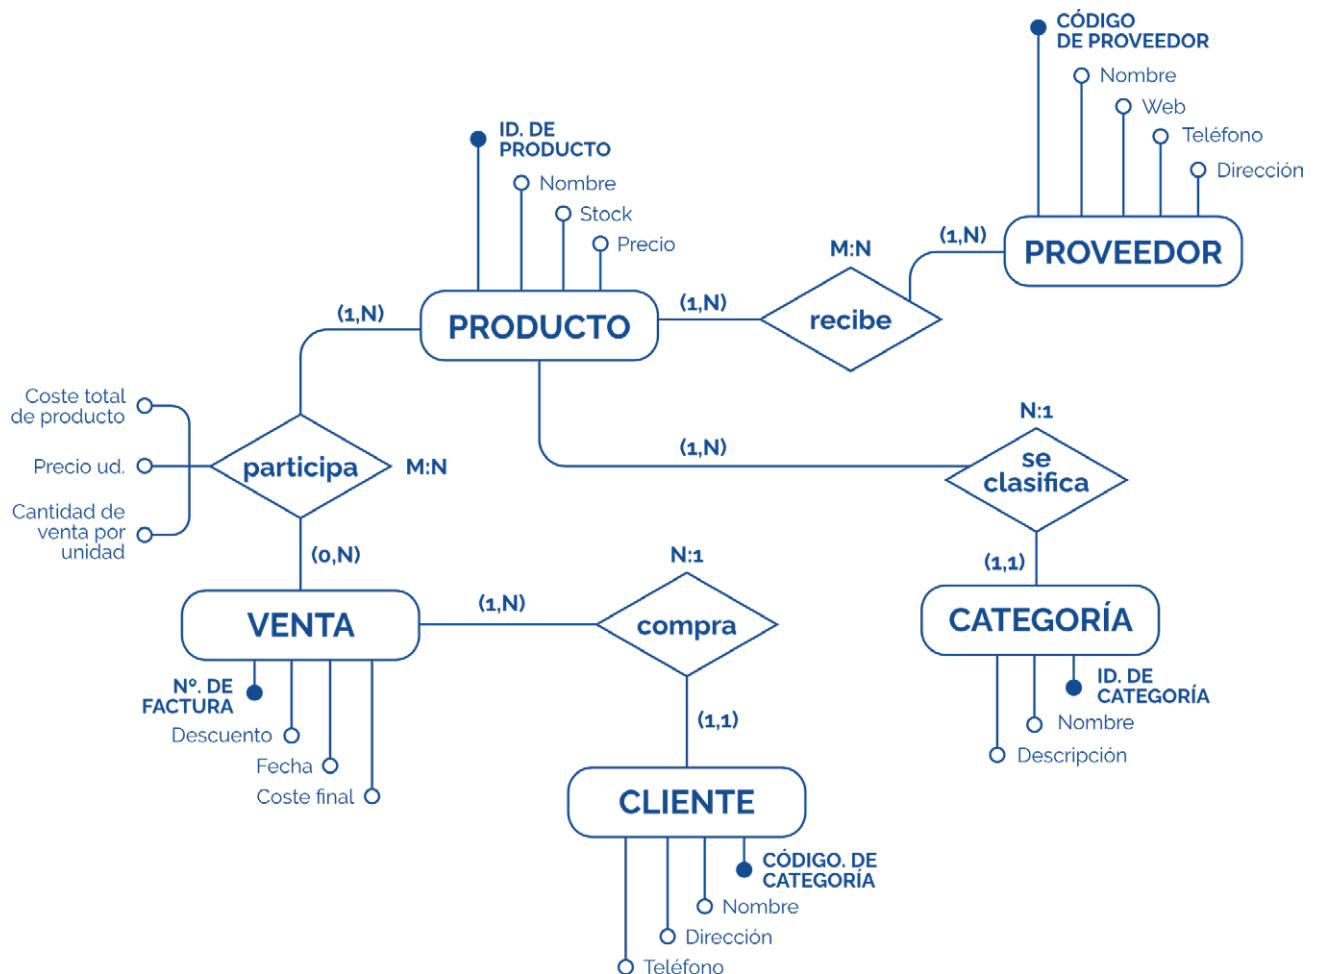 CÓDIGO
DE PROVEEDOR
Nombre
Web
Teléfono
Dirección
PROVEEDOR
ID. DE
PRODUCTO
Nombre
Stock
Precio
PRODUCTO
(1,N)
M:N
recibe
(1,N)
(1,N)
Coste total
de producto
Precio ud.
Cantidad de
venta por
unidad
participa
M:N
(0,N)
(1,N)
N:1
se
clasifica
(1,1)
CATEGORÍA
ID. DE
CATEGORÍA
Nombre
Descripción
VENTA
Nº. DE
FACTURA
Descuento
Fecha
Coste final
(1,N)
N:1
compra
(1,1)
CLIENTE
CÓDIGO. DE
CATEGORÍA
Nombre
Dirección
Teléfono